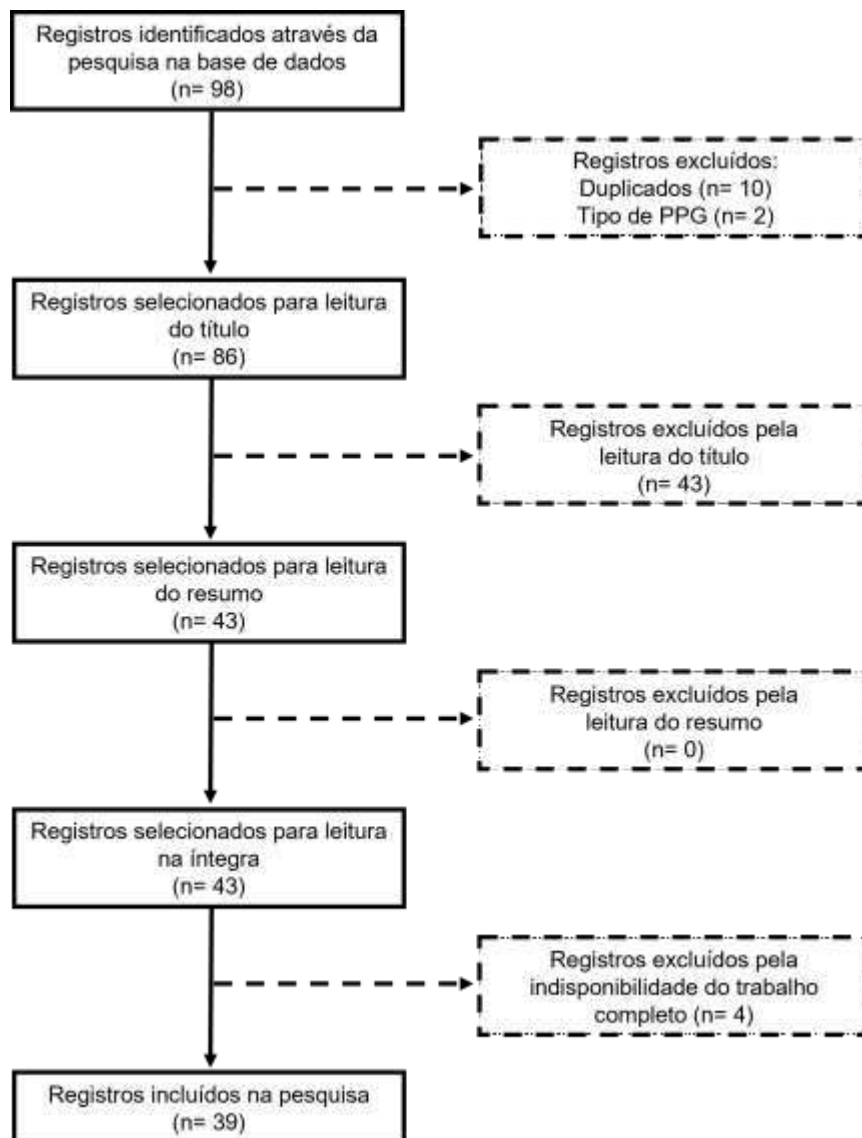 Registros identificados através da
pesquisa na base de dados
(n= 98)
Registros excluídos:
Duplicados (n= 10)
Tipo de PPG (n= 2)
Registros selecionados para leitura
do título
(n= 86)
Registros excluídos pela
leitura do título
(n= 43)
Registros selecionados para leitura
do resumo
(n= 43)
Registros excluídos pela
leitura do resumo
(n= 0)
Registros selecionados para leitura
na íntegra
(n= 43)
Registros excluídos pela
indisponibilidade do trabalho
completo (n= 4)
Registros incluídos na pesquisa
(n= 39)